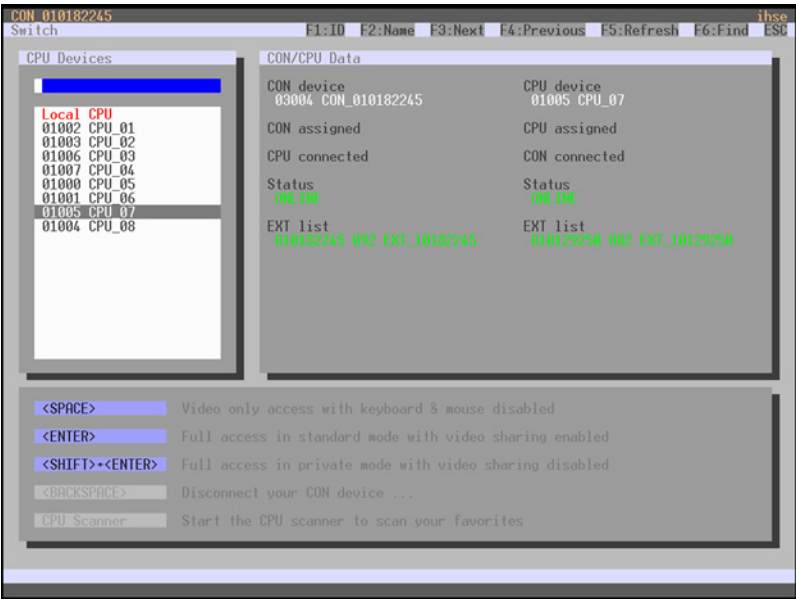 CON 010182245 ihse
Switch F1:ID F2:Name F3:Next F4:Previous F5:Refresh F6:Find ESC
CPU Devices
Local CPU
01002 CPU_01
01003 CPU_02
01006 CPU_03
01007 CPU_04
01000 CPU_05
01001 CPU_06
01005 CPU_07
01004 CPU_08
CON/CPU Data
CON device CPU device
03004 CON_010182245 01005 CPU_07
CON assigned CPU assigned
CPU connected CON connected
Status Status
ONLINE ONLINE
EXT list EXT list
010182245 092 EXT_10182245 010129250 082 EXT_10129250
<SPACE> Video only access with keyboard & mouse disabled
<ENTER> Full access in standard mode with video sharing enabled
<SHIFT>+<ENTER> Full access in private mode with video sharing disabled
<BACKSPACE> Disconnect your CON device ...
CPU Scanner Start the CPU scanner to scan your favorites